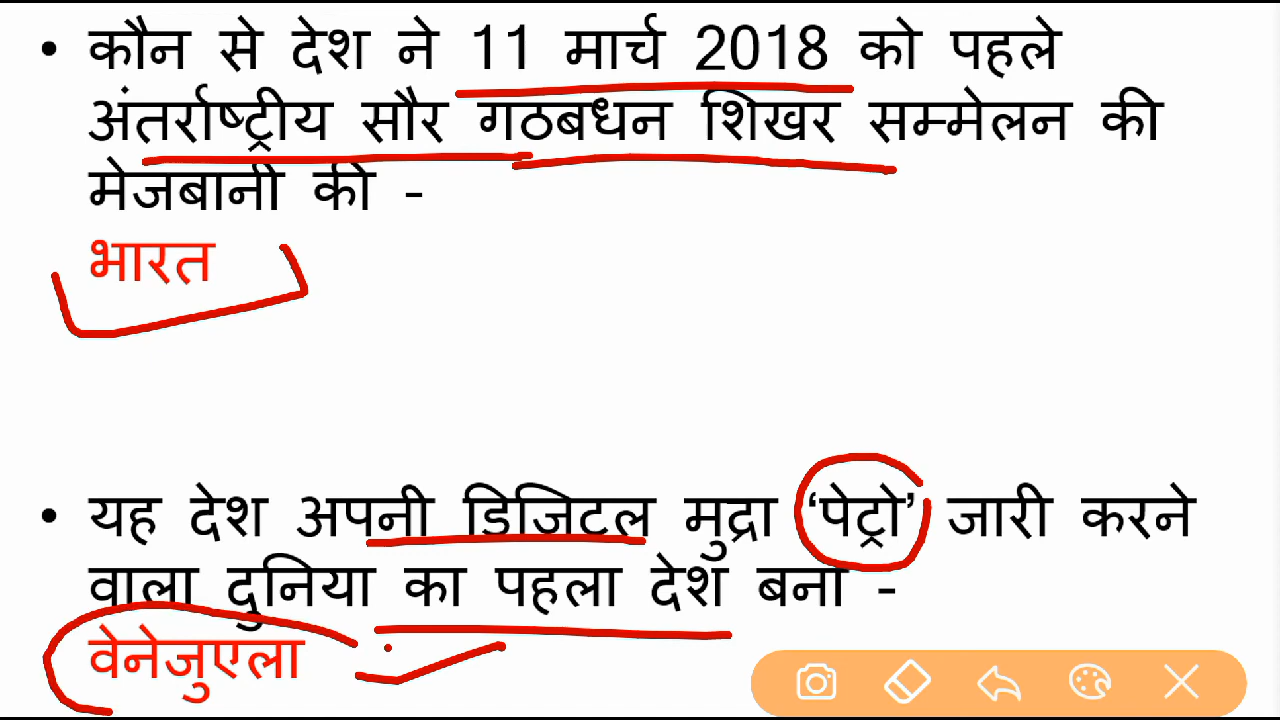 • कौन से देश ने 11 मार्च 2018 को पहले
अंतर्राष्ट्रीय सौर गठबधन शिखर सम्मेलन की
मेजबानी की -
भारत
• यह देश अपनी डिजिटल मुद्रा ‘पेट्रो’ जारी करने
वाला दुनिया का पहला देश बना -
वेनेजुएला